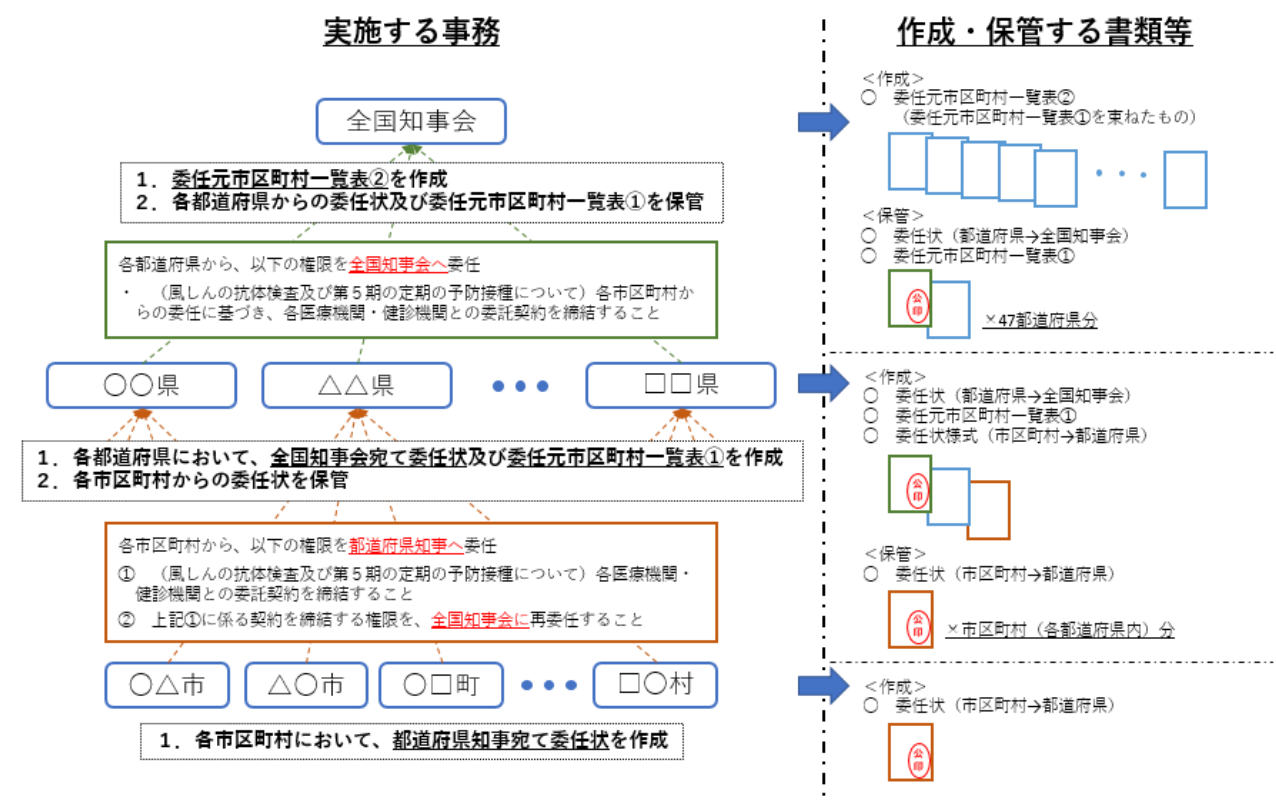 実施する事務
全国知事会
1．委任元市区町村一覧表②を作成
2．各都道府県からの委任状及び委任元市区町村一覧表①を保管
各都道府県から、以下の権限を全国知事会へ委任
・　（風しんの抗体検査及び第５期の定期の予防接種について）各市区町村か
らの委任に基づき、各医療機関・健診機関との委託契約を締結すること
〇〇県
△△県
●●●
□□県
1．各都道府県において、全国知事会宛て委任状及び委任元市区町村一覧表①を作成
2．各市区町村からの委任状を保管
各市区町村から、以下の権限を都道府県知事へ委任
①　（風しんの抗体検査及び第５期の定期の予防接種について）各医療機関・
健診機関との委託契約を締結すること
②　上記①に係る契約を締結する権限を、全国知事会に再委任すること
〇△市
△〇市
〇□町
●●●
□〇村
1．各市区町村において、都道府県知事宛て委任状を作成
作成・保管する書類等
＜作成＞
〇　委任元市区町村一覧表②
（委任元市区町村一覧表①を束ねたもの）
・・・
＜保管＞
〇　委任状（都道府県→全国知事会）
〇　委任元市区町村一覧表①
公印
×47都道府県分
＜作成＞
〇　委任状（都道府県→全国知事会）
〇　委任元市区町村一覧表①
〇　委任状様式（市区町村→都道府県）
公印
＜保管＞
〇　委任状（市区町村→都道府県）
公印
×市区町村（各都道府県内）分
＜作成＞
〇　委任状（市区町村→都道府県）
公印